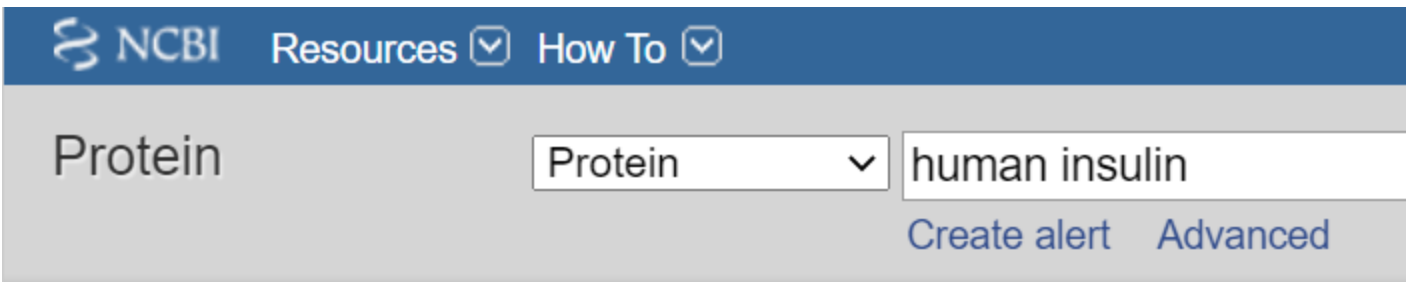 NCBI Resources How To
Protein Protein human insulin
Create alert Advanced